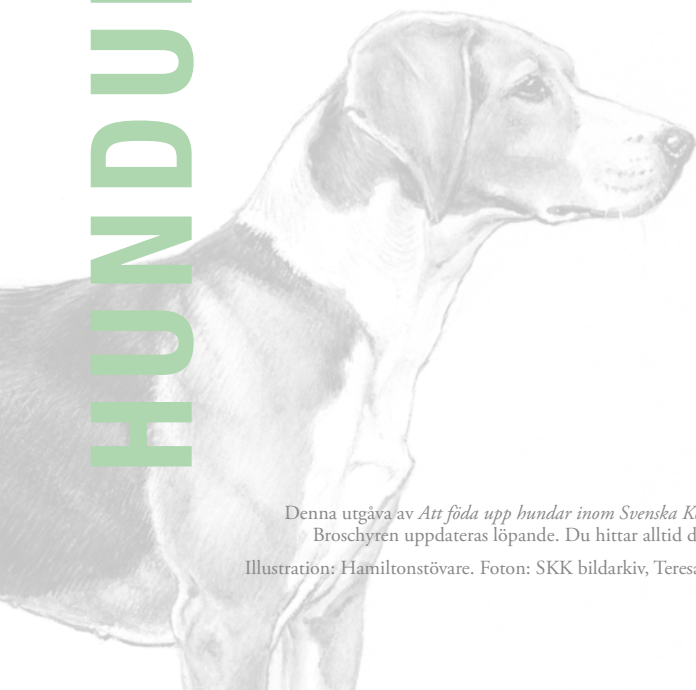 HUNDU
Denna utgåva av Att föda upp hundar inom Svenska
Broschyren uppdateras löpande. Du hittar alltid
Illustration: Hamiltonstövare. Foton: SKK bildarkiv,